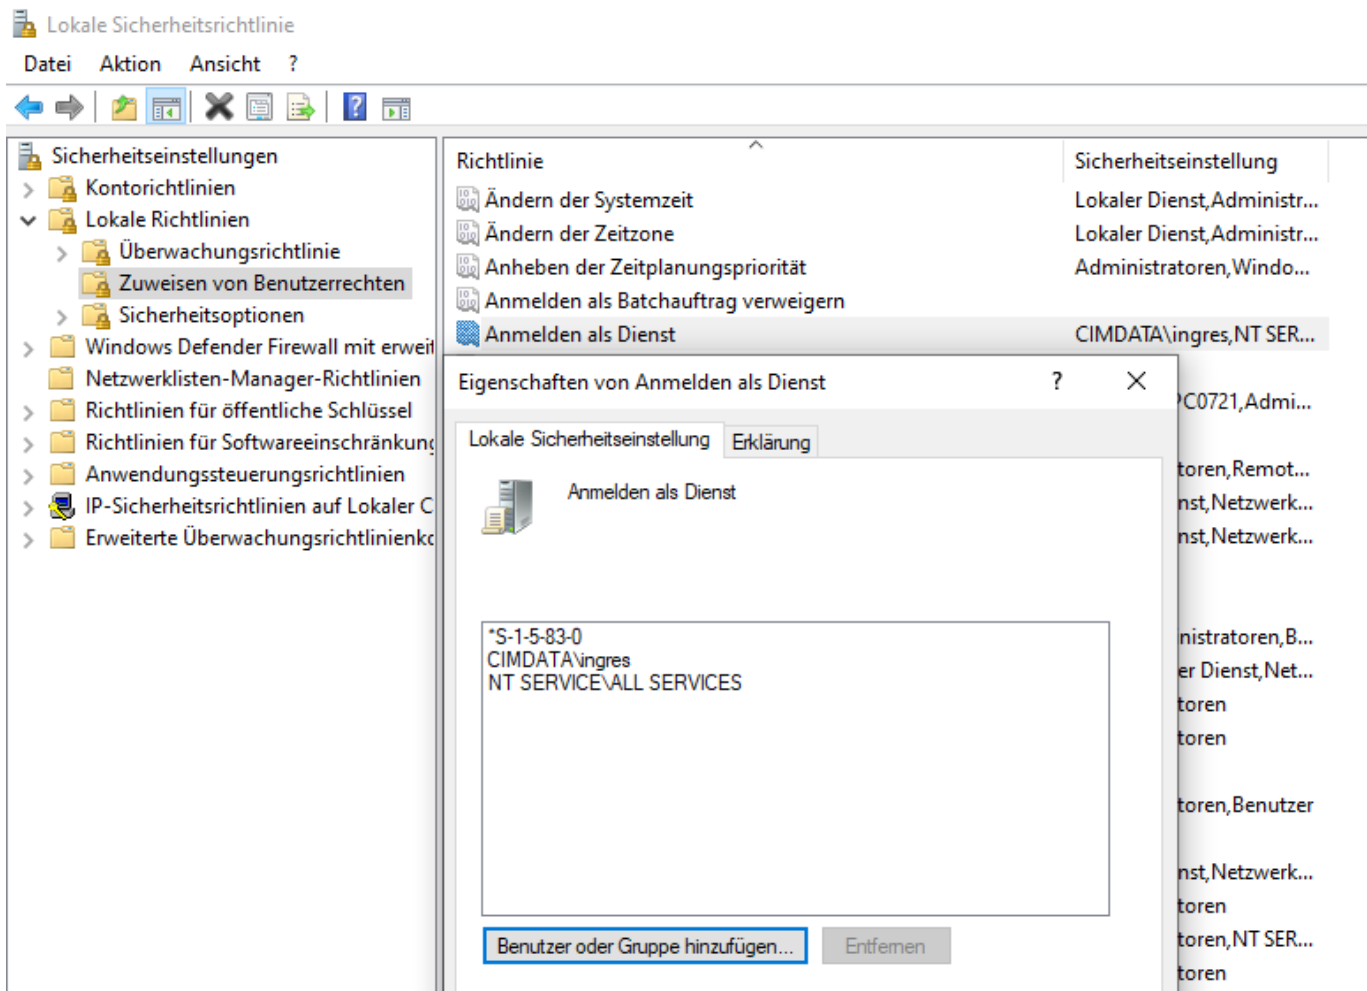 Lokale Sicherheitsrichtlinie
Datei Aktion Ansicht ?
Sicherheitseinstellungen
Kontorichtlinien
Lokale Richtlinien
Überwachungsrichtlinie
Zuweisen von Benutzerrechten
Sicherheitsoptionen
Windows Defender Firewall mit erweit
Netzwerklisten-Manager-Richtlinien
Richtlinien für öffentliche Schlüssel
Richtlinien für Softwareeinschränkung
Anwendungssteuerungsrichtlinien
IP-Sicherheitsrichtlinien auf Lokaler C
Erweiterte Überwachungsrichtlinienko
Richtlinie Sicherheitseinstellung
Ändern der Systemzeit Lokaler Dienst,Administr...
Ändern der Zeitzone Lokaler Dienst,Administr...
Anheben der Zeitplanungspriorität Administratoren,Windo...
Anmelden als Batchauftrag verweigern
Anmelden als Dienst CIMDATA\ingres,NT SER...
Eigenschaften von Anmelden als Dienst ?
Lokale Sicherheitseinstellung Erklärung
Anmelden als Dienst
*S-1-5-83-0
CIMDATA\ingres
NT SERVICE\ALL SERVICES
Benutzer oder Gruppe hinzufügen... Entfernen
PC0721,Admi...
toren,Remot...
nst,Netzwerk...
nst,Netzwerk...
nistratoren,B...
er Dienst,Net...
toren
toren
toren,Benutzer
nst,Netzwerk...
toren
toren,NT SER...
toren